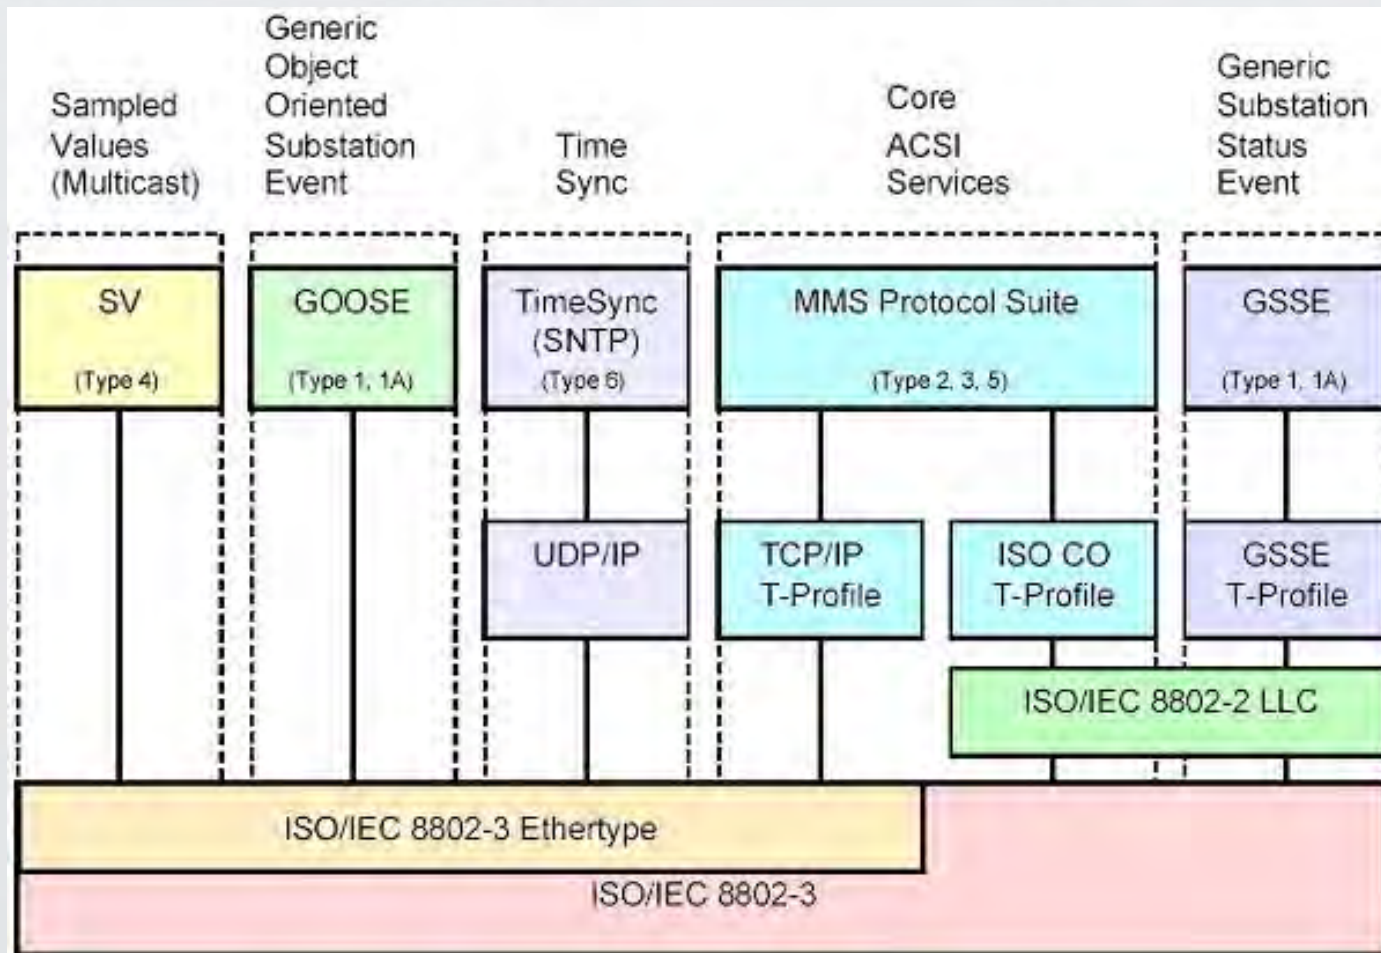 Sampled
Values
(Multicast)
Generic
Object
Oriented
Substation
Event
Time
Sync
Core
ACSI
Services
Generic
Substation
Status
Event
SV
(Type 4)
GOOSE
(Type 1, 1A)
TimeSync
(SNTP)
(Type 6)
MMS Protocol Suite
(Type 2, 3, 5)
GSSE
(Type 1, 1A)
UDP/IP
TCP/IP
T-Profile
ISO CO
T-Profile
GSSE
T-Profile
ISO/IEC 8802-2 LLC
ISO/IEC 8802-3 Ethertype
ISO/IEC 8802-3